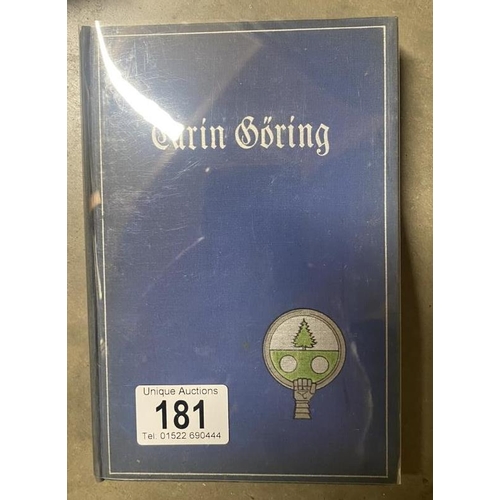 Carin Göring
Unique Auctions
181
Tel: 01522 690444